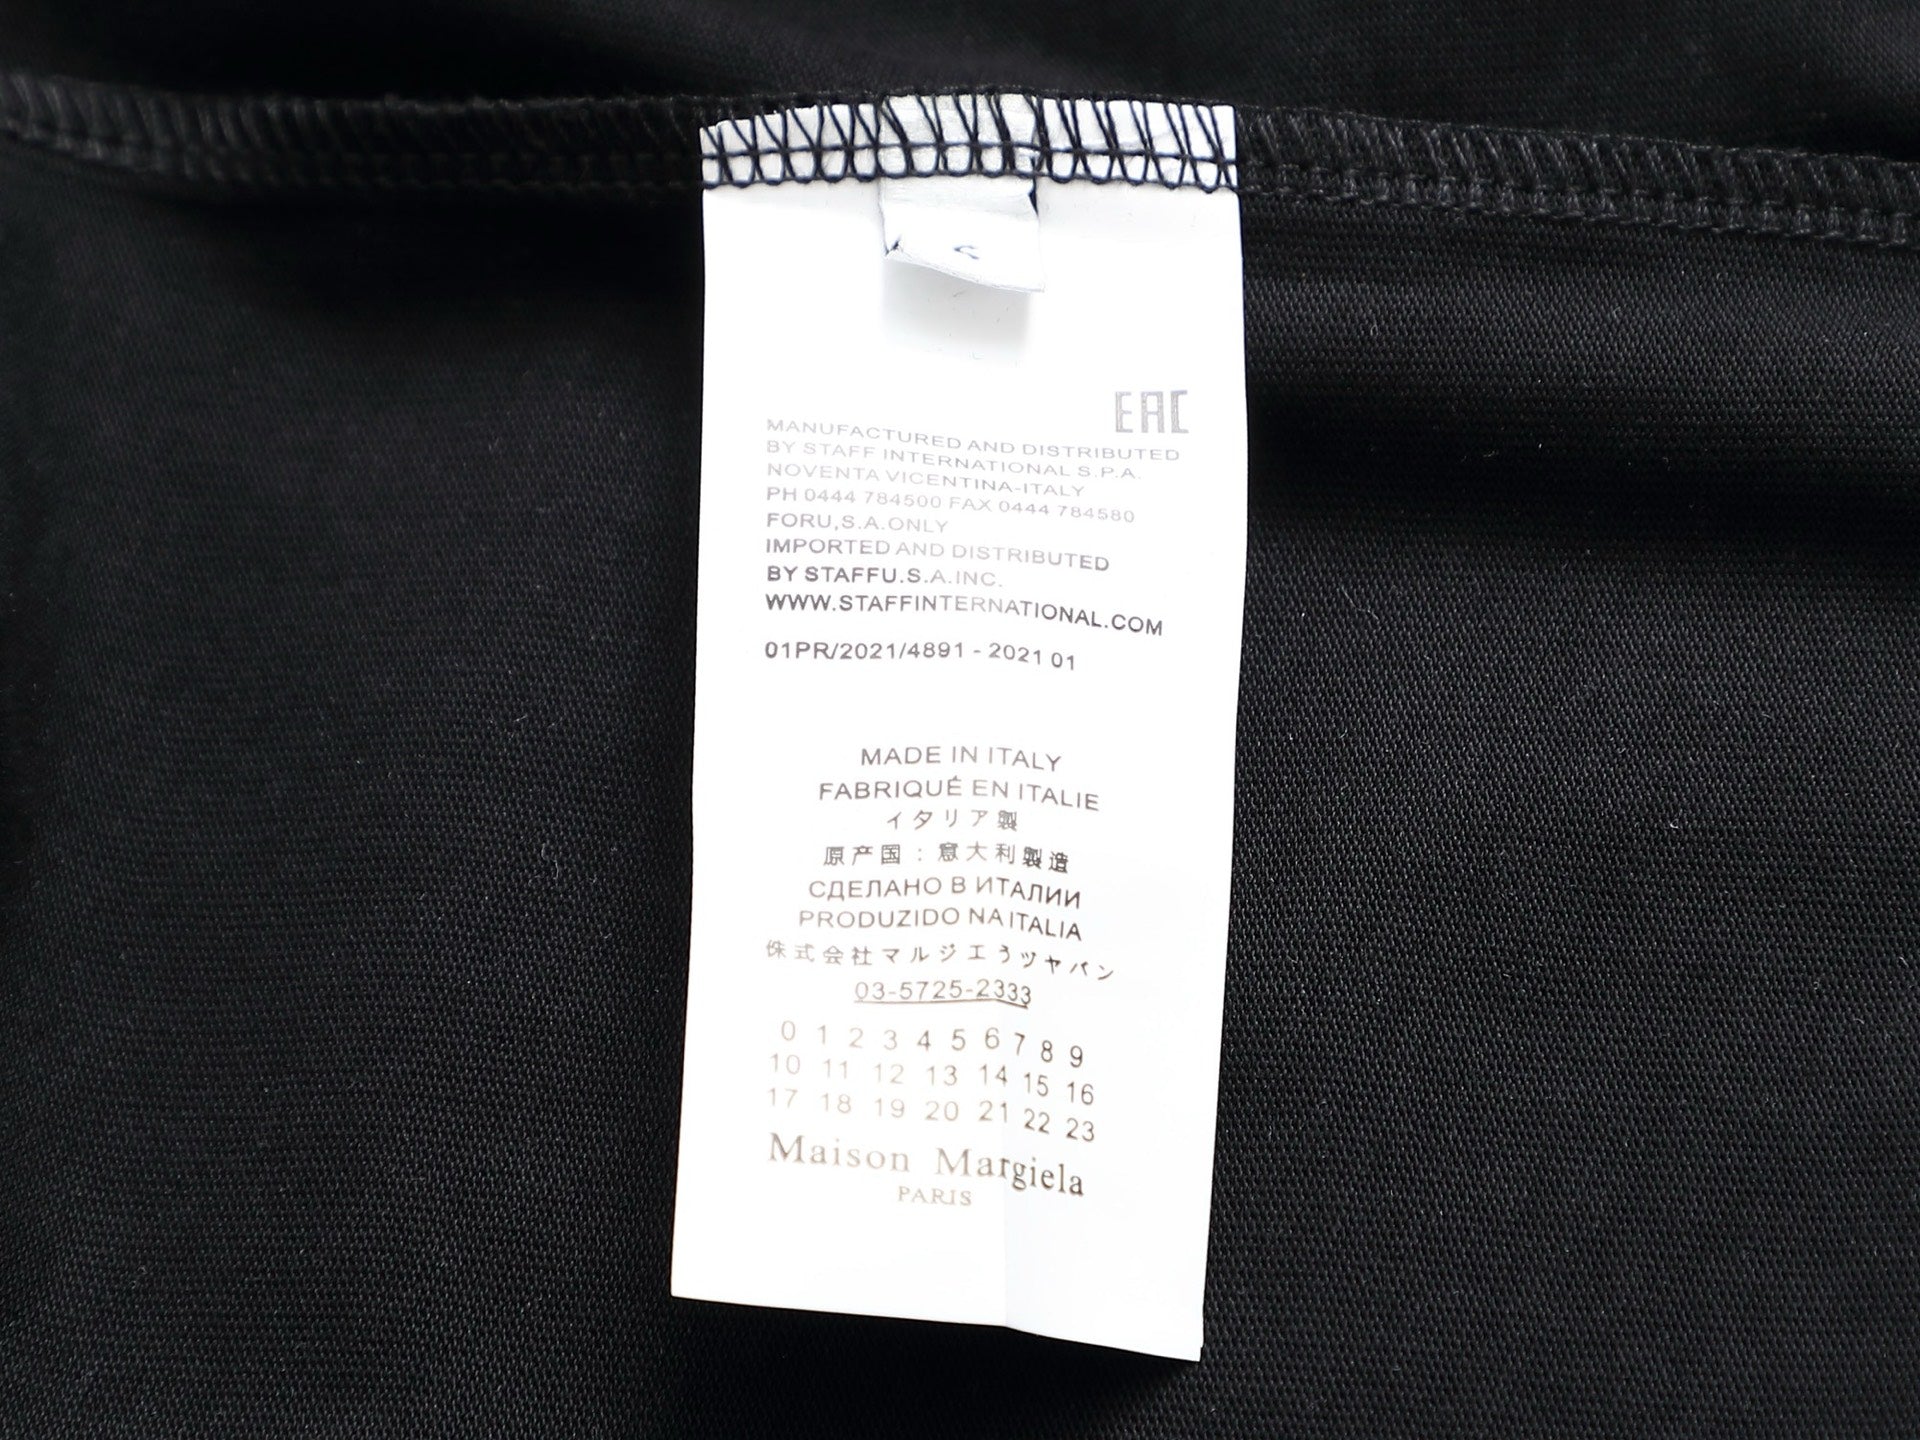 EAC
MANUFACTURED AND DISTRIBUTED
BY STAFF INTERNATIONAL S.P.A.
NOVENTA VICENTINA-ITALY
PH 0444 784500 FAX 0444 784580
FORU,S.A.ONLY
IMPORTED AND DISTRIBUTED
BY STAFFU.S.A.INC.
WWW.STAFFINTERNATIONAL.COM
01PR/2021/4891 - 2021 01
MADE IN ITALY
FABRIQUÉ EN ITALIE
イタリア製
原产国：意大利製造
СДЕЛАНО В ИТАЛИИ
PRODUZIDO NA ITALIA
侏式会社マルジエうツヤパン
03-5725-2333
0 1 2 3 4 5 6 7 8 9
10 11 12 13 14 15 16
17 18 19 20 21 22 23
Maison Margiela
PARIS